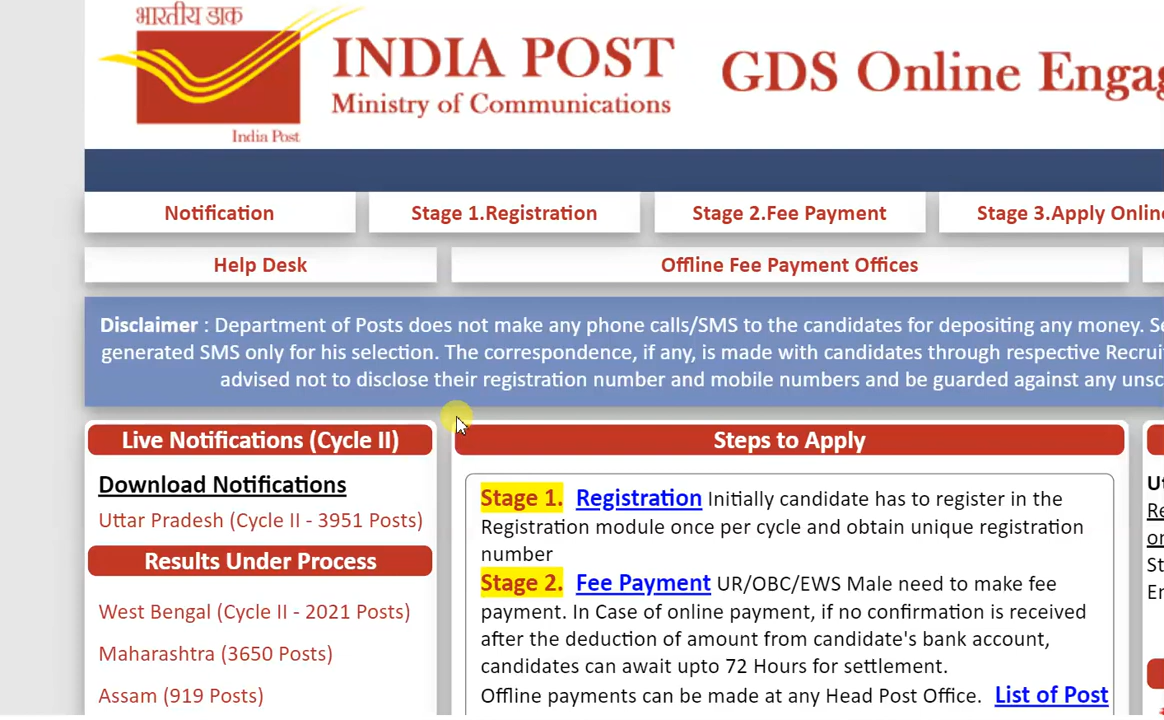 भारतीय डाक
India Post
INDIA POST
Ministry of Communications
GDS Online Engag
Notification
Stage 1.Registration
Stage 2.Fee Payment
Stage 3.Apply Online
Help Desk
Offline Fee Payment Offices
Disclaimer : Department of Posts does not make any phone calls/SMS to the candidates for depositing any money. Se
generated SMS only for his selection. The correspondence, if any, is made with candidates through respective Recrui
advised not to disclose their registration number and mobile numbers and be guarded against any unsc
Live Notifications (Cycle II)
Download Notifications
Uttar Pradesh (Cycle II - 3951 Posts)
Results Under Process
West Bengal (Cycle II - 2021 Posts)
Maharashtra (3650 Posts)
Assam (919 Posts)
Steps to Apply
Stage 1. Registration Initially candidate has to register in the
Registration module once per cycle and obtain unique registration
number
Stage 2. Fee Payment UR/OBC/EWS Male need to make fee
payment. In Case of online payment, if no confirmation is received
after the deduction of amount from candidate's bank account,
candidates can await upto 72 Hours for settlement.
Offline payments can be made at any Head Post Office. List of Post